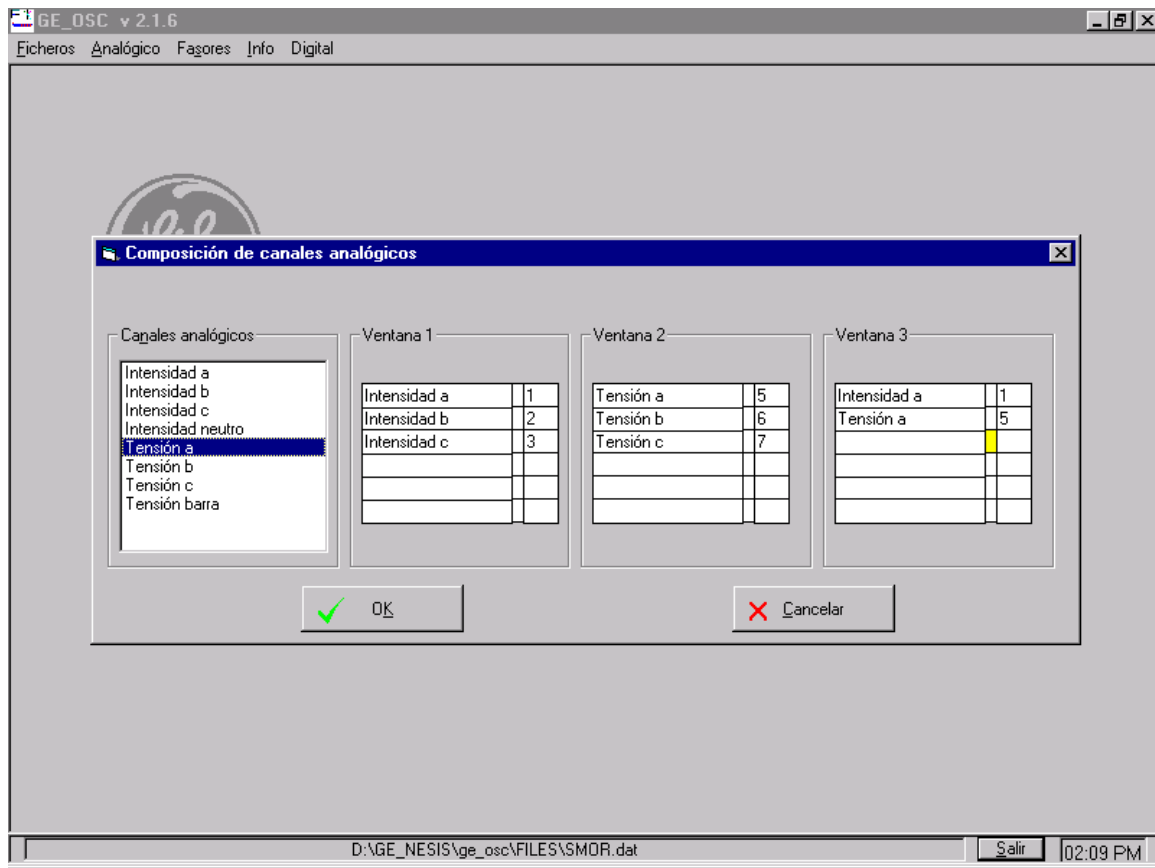 GE_OSC v 2.1.6
Ficheros Analógico Fasores Info Digital
Composición de canales analógicos
Canales analógicos
Intensidad a
Intensidad b
Intensidad c
Intensidad neutro
Tensión a
Tensión b
Tensión c
Tensión barra
Ventana 1
Intensidad a 1
Intensidad b 2
Intensidad c 3
Ventana 2
Tensión a 5
Tensión b 6
Tensión c 7
Ventana 3
Intensidad a 1
Tensión a 5
OK
Cancelar
D:\GE_NESIS\ge_osc\FILES\SMOR.dat
Salir
02:09 PM